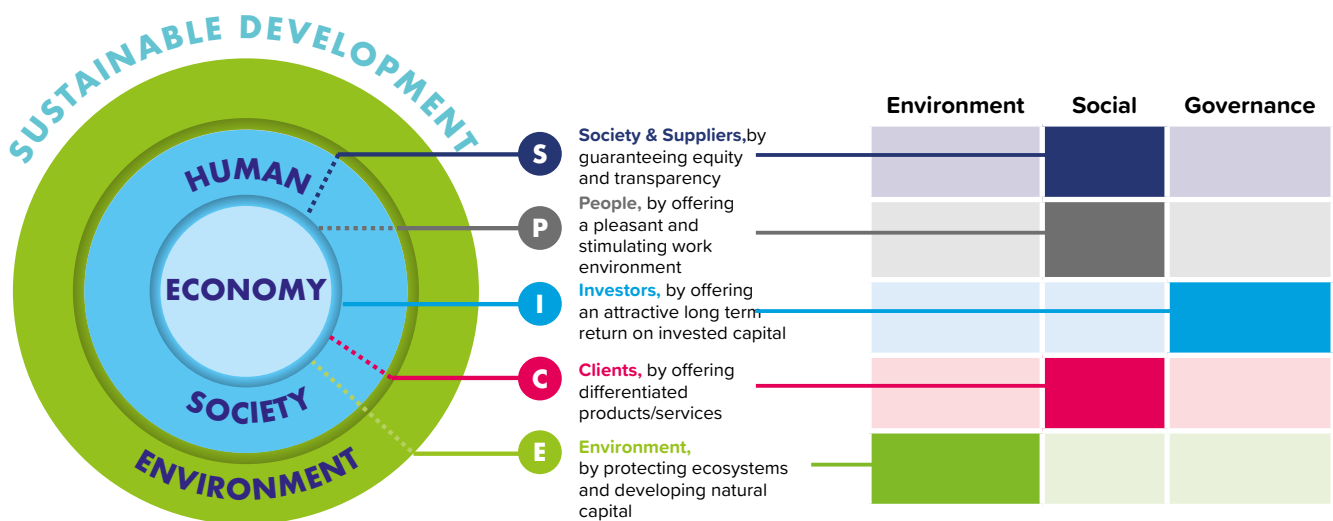 SUSTAINABLE DEVELOPMENT
HUMAN
ECONOMY
SOCIETY
ENVIRONMENT
Environment Social Governance
S
Society & Suppliers,by
guaranteeing equity
and transparency
P
People, by offering
a pleasant and
stimulating work
environment
I
Investors, by offering
an attractive long term
return on invested capital
C
Clients, by offering
differentiated
products/services
E
Environment,
by protecting ecosystems
and developing natural
capital